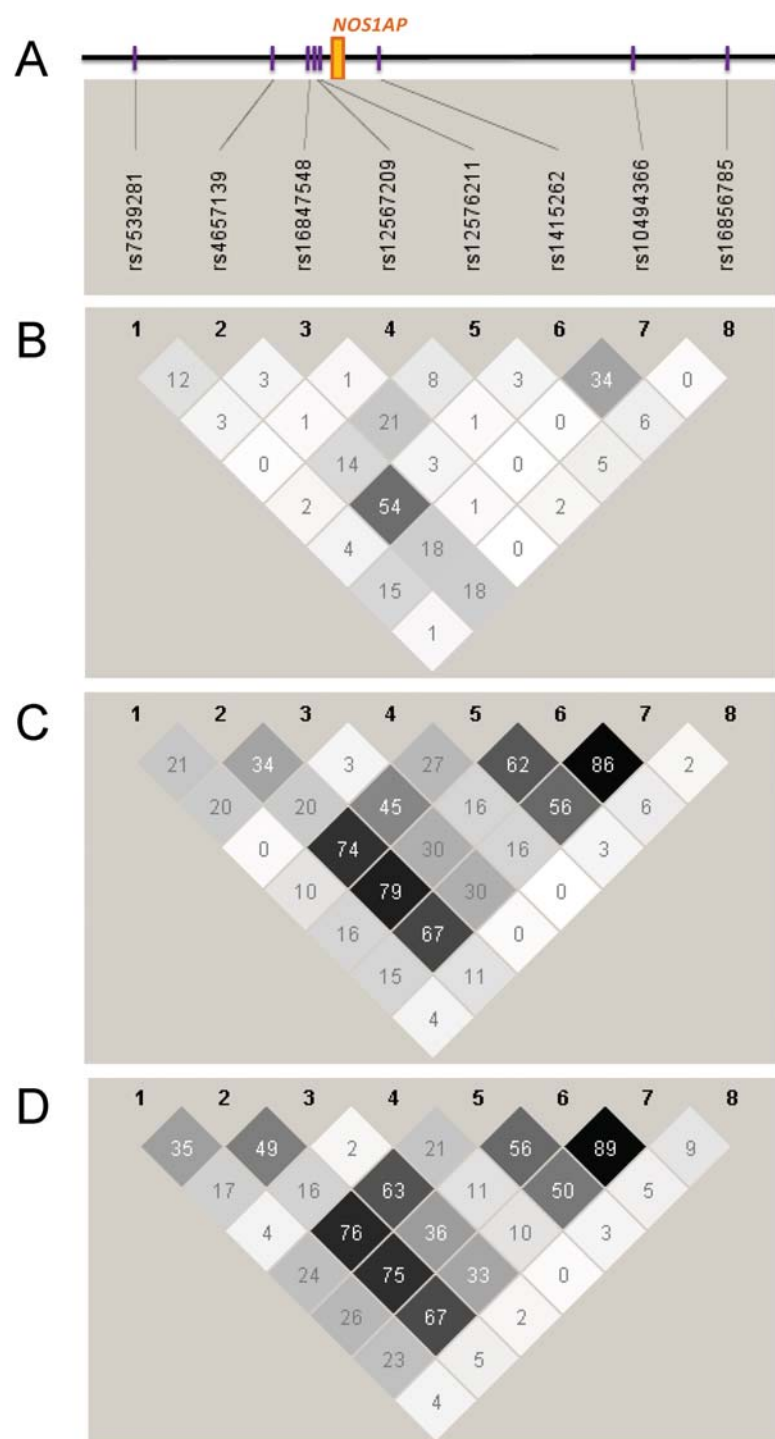 NOS1AP
A
rs7539281
rs4657139
rs16847548
rs12567209
rs12576211
rs1415262
rs10494366
rs16856785
B
1 2 3 4 5 6 7 8
12 3 1 8 3 34 0
3 1 21 1 0 6
0 14 3 0 5
2 54 1 2
4 18 0
15 18
1
C
1 2 3 4 5 6 7 8
21 34 3 27 62 86 2
20 20 45 16 56 6
0 74 30 16 3
10 79 30 0
16 67 0
15 11
4
D
1 2 3 4 5 6 7 8
35 49 2 21 56 89 9
17 16 63 11 50 5
4 76 36 10 3
24 75 33 0
26 67 2
23 5
4